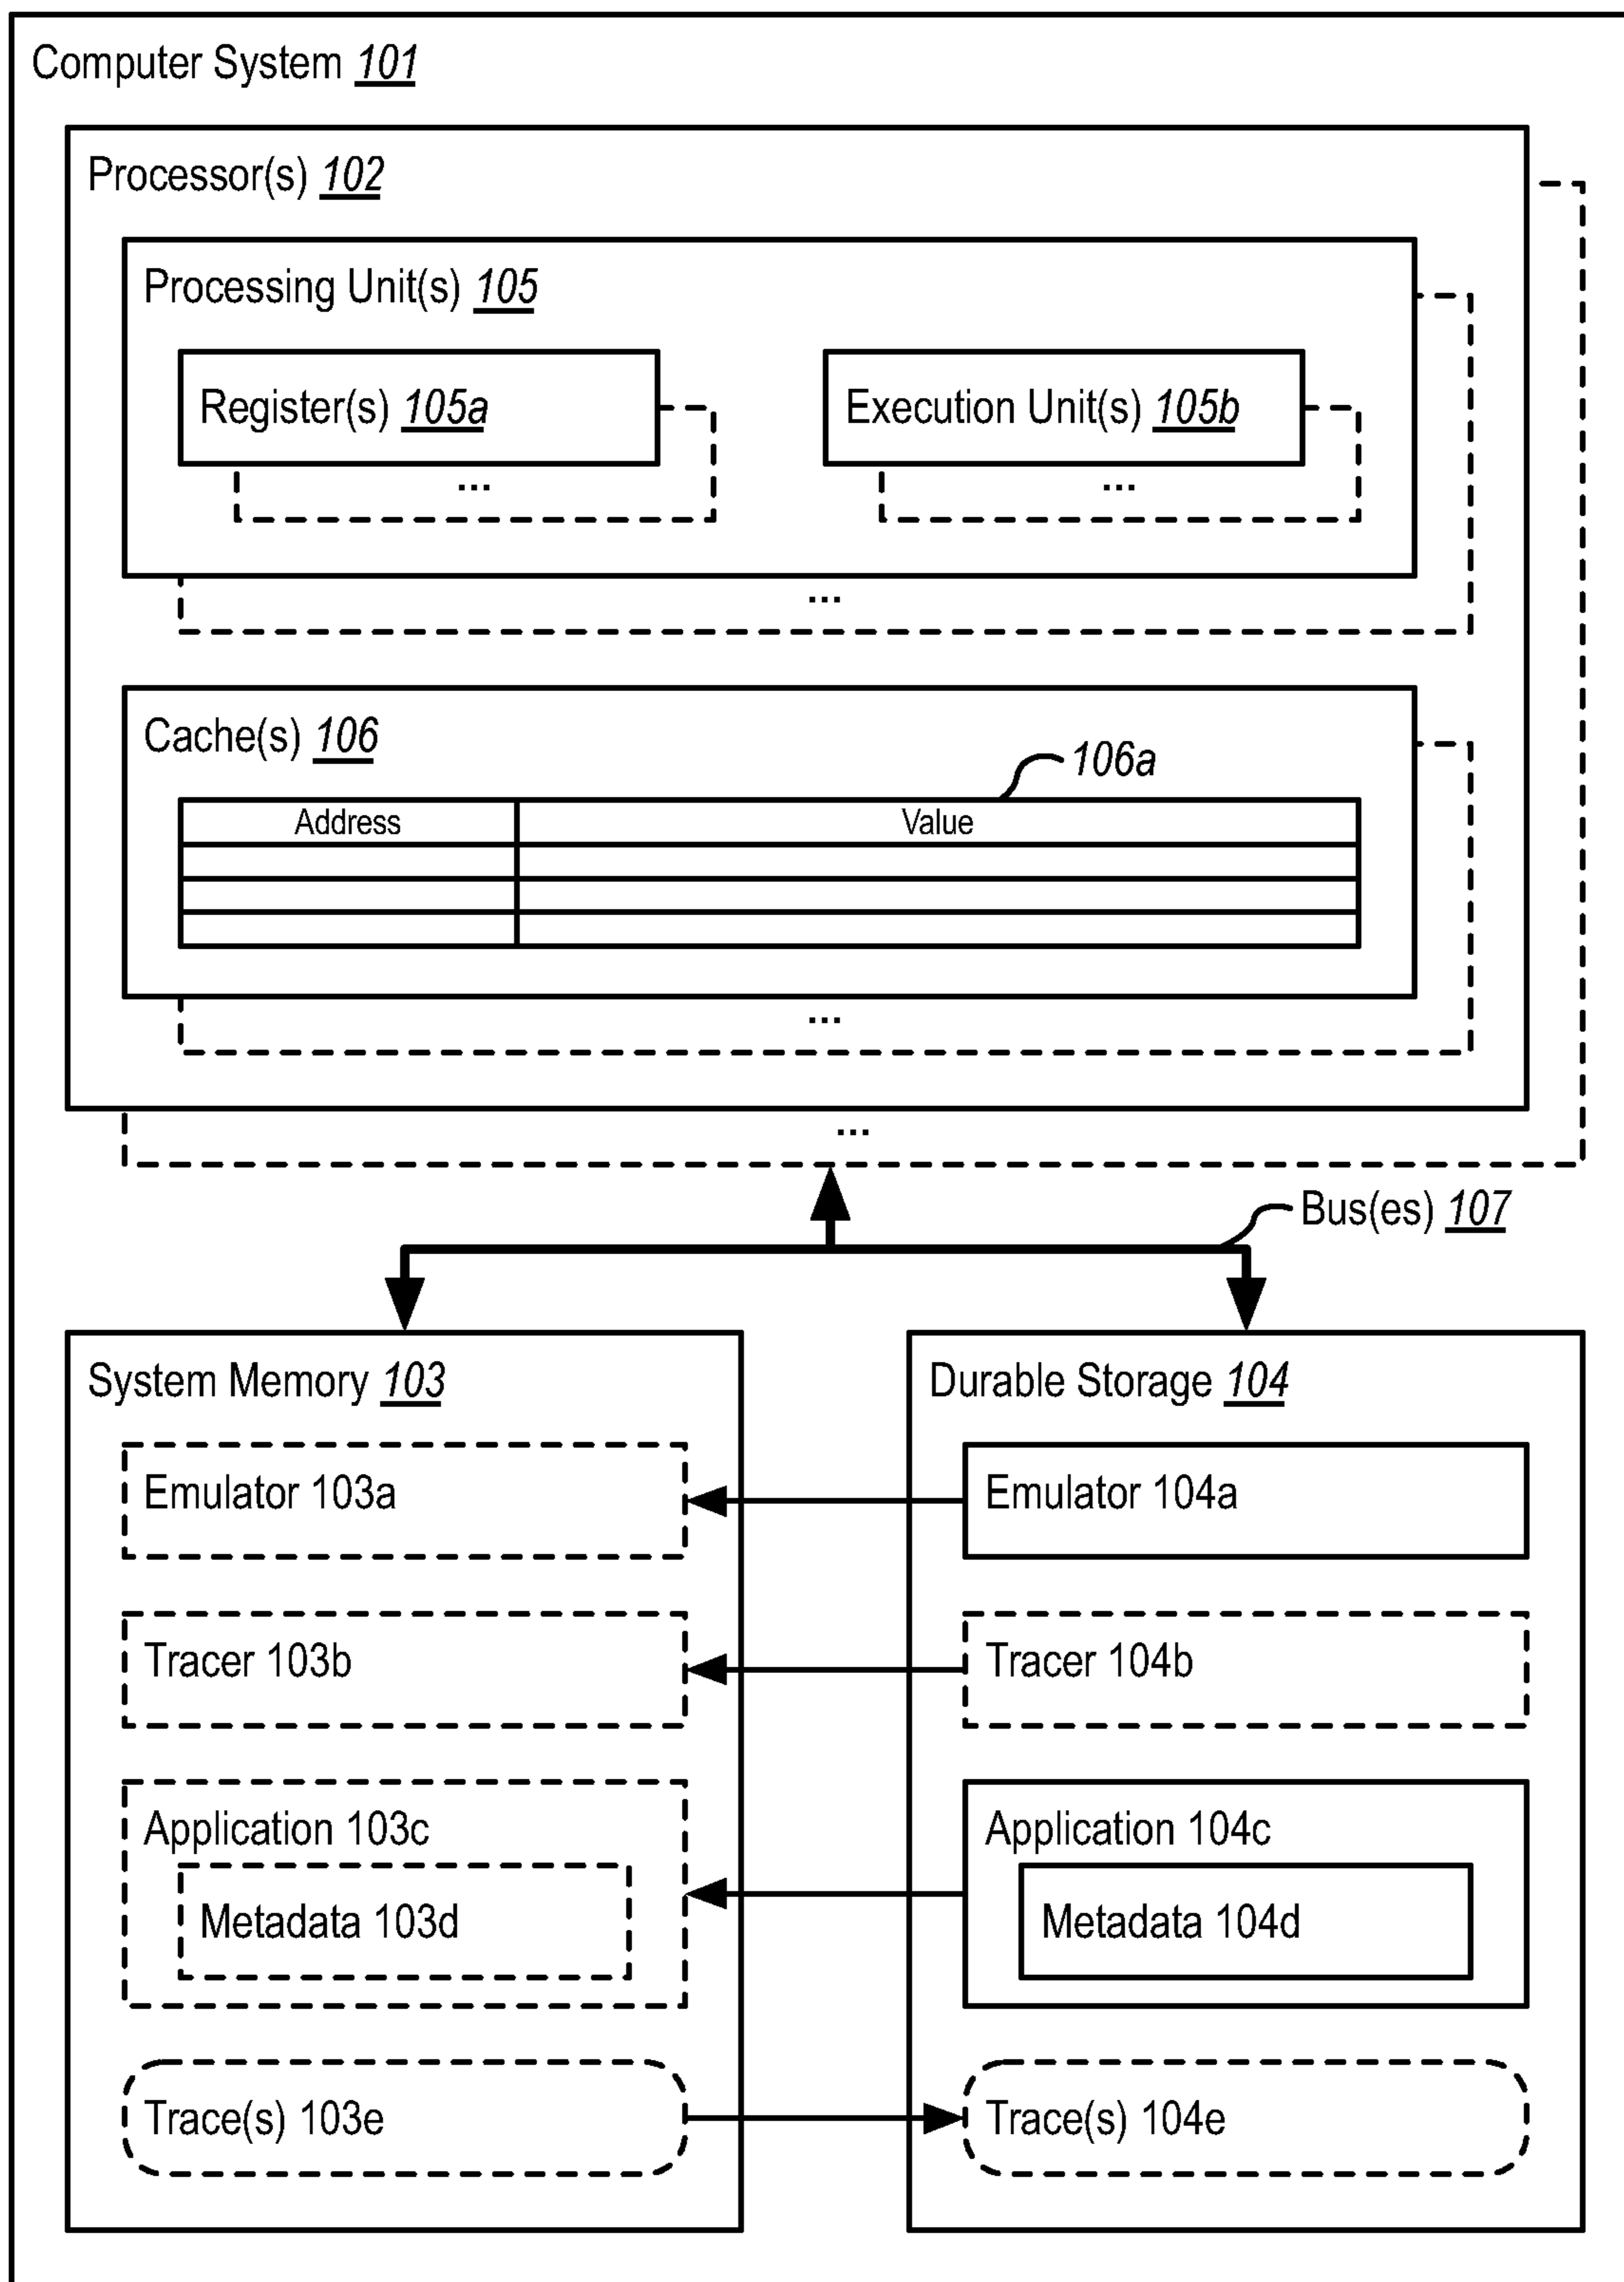 Computer System 101
Processor(s) 102
Processing Unit(s) 105
Register(s) 105a
Execution Unit(s) 105b
...
...
...
Cache(s) 106
106a
Address Value
...
...
Bus(es) 107
System Memory 103
Durable Storage 104
Emulator 103a
Emulator 104a
Tracer 103b
Tracer 104b
Application 103c
Application 104c
Metadata 103d
Metadata 104d
Trace(s) 103e
Trace(s) 104e